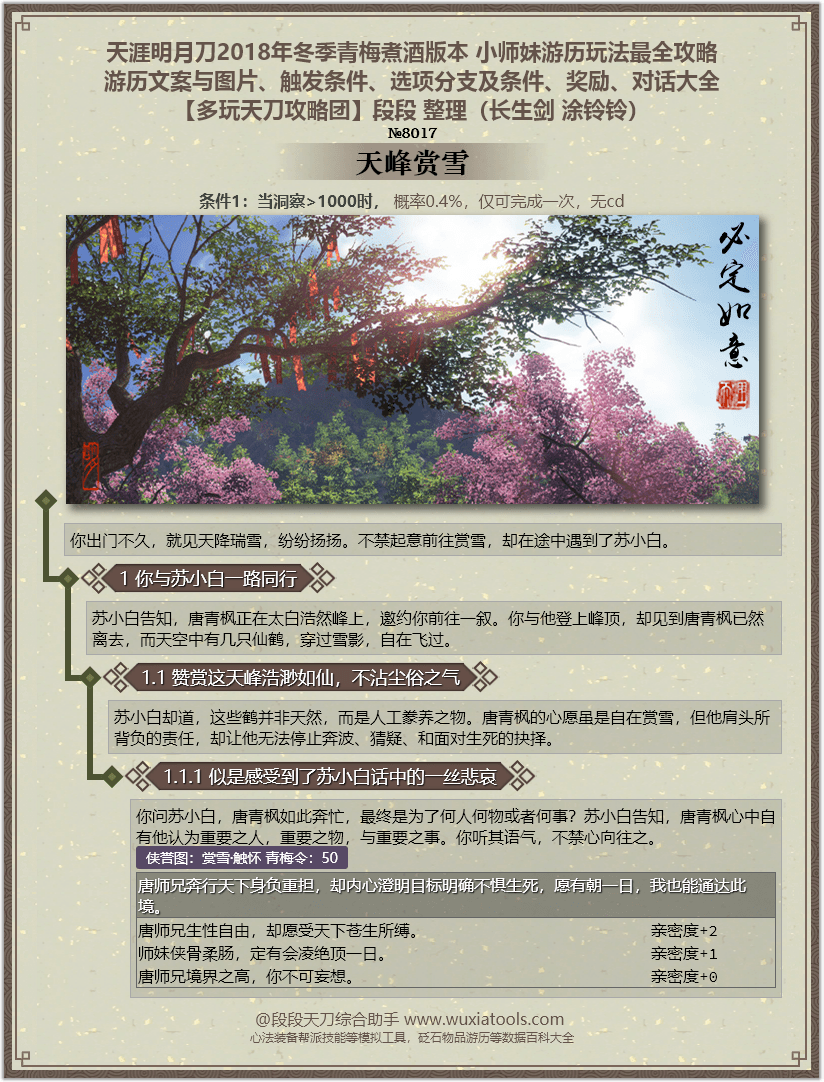 天涯明月刀2018年冬季青梅煮酒版本 小师妹游历玩法最全攻略
游历文案与图片、触发条件、选项分支及条件、奖励、对话大全
【多玩天刀攻略团】段段 整理（长生剑 涂铃铃）
№8017
天峰赏雪
条件1：当洞察>1000时， 概率0.4%，仅可完成一次，无cd
必定如意
你出门不久，就见天降瑞雪，纷纷扬扬。不禁起意前往赏雪，却在途中遇到了苏小白。
1 你与苏小白一路同行
苏小白告知，唐青枫正在太白浩然峰上，邀约你前往一叙。你与他登上峰顶，却见到唐青枫已然
离去，而天空中有几只仙鹤，穿过雪影，自在飞过。
1.1 赞赏这天峰浩渺如仙，不沾尘俗之气
苏小白却道，这些鹤并非天然，而是人工豢养之物。唐青枫的心愿虽是自在赏雪，但他肩头所
背负的责任，却让他无法停止奔波、猜疑、和面对生死的抉择。
1.1.1 似是感受到了苏小白话中的一丝悲哀
你问苏小白，唐青枫如此奔忙，最终是为了何人何物或者何事？苏小白告知，唐青枫心中自
有他认为重要之人，重要之物，与重要之事。你听其语气，不禁心向往之。
侠营图：赏雪·触怀 青梅令：50
唐师兄奔行天下身负重担，却内心澄明目标明确不惧生死，愿有朝一日，我也能通达此
境。
唐师兄生性自由，却愿受天下苍生所缚。 亲密度+2
师妹侠骨柔肠，定有会凌绝顶一日。 亲密度+1
唐师兄境界之高，你不可妄想。 亲密度+0
@段段天刀综合助手 www.wuxiatools.com
心法装备帮派技能等模拟工具，砭石物品游历等数据百科大全